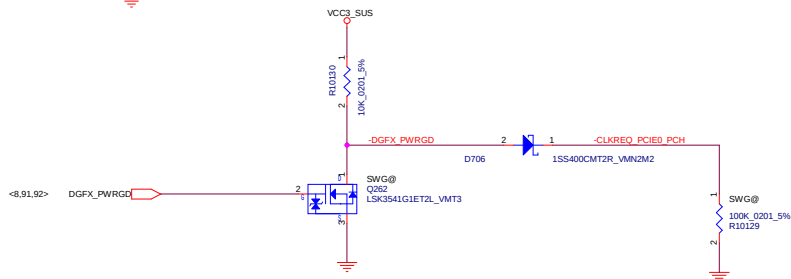 VCC3_SUS
1
R10130
10K_0201_5%
2
-DGFX_PWRGD
2
1
-CLKREQ_PCIE0_PCH
D706
1SS400CMT2R_VMN2M2
1
SWG@
Q262
LSK3541G1ET2L_VMT3
<8,91,92>
DGFX_PWRGD
2
3
1
SWG@
100K_0201_5%
R10129
2